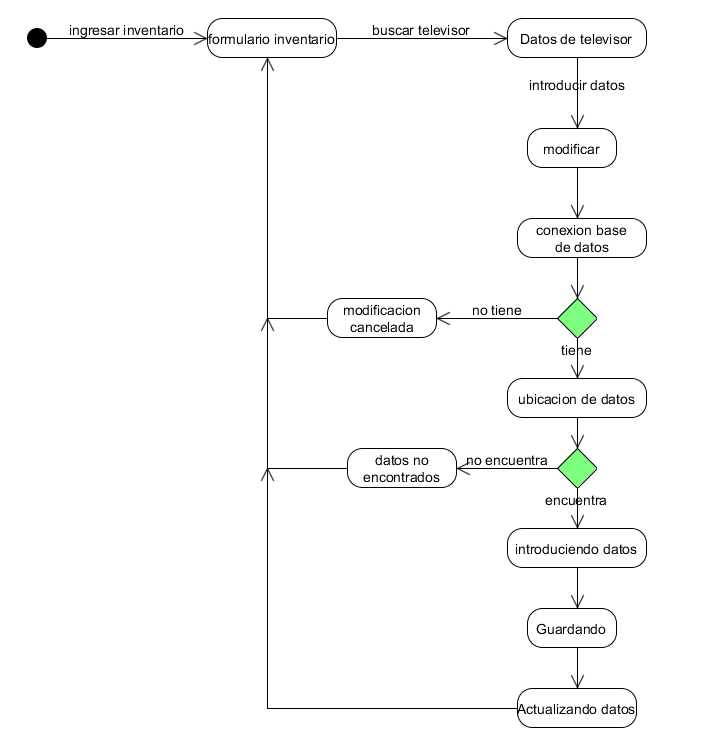 ingresar inventario
formulario inventario
buscar televisor
Datos de televisor
introducir datos
modificar
conexion base
de datos
modificacion
cancelada
no tiene
tiene
ubicacion de datos
datos no
encontrados
no encuentra
encuentra
introduciendo datos
Guardando
Actualizando datos